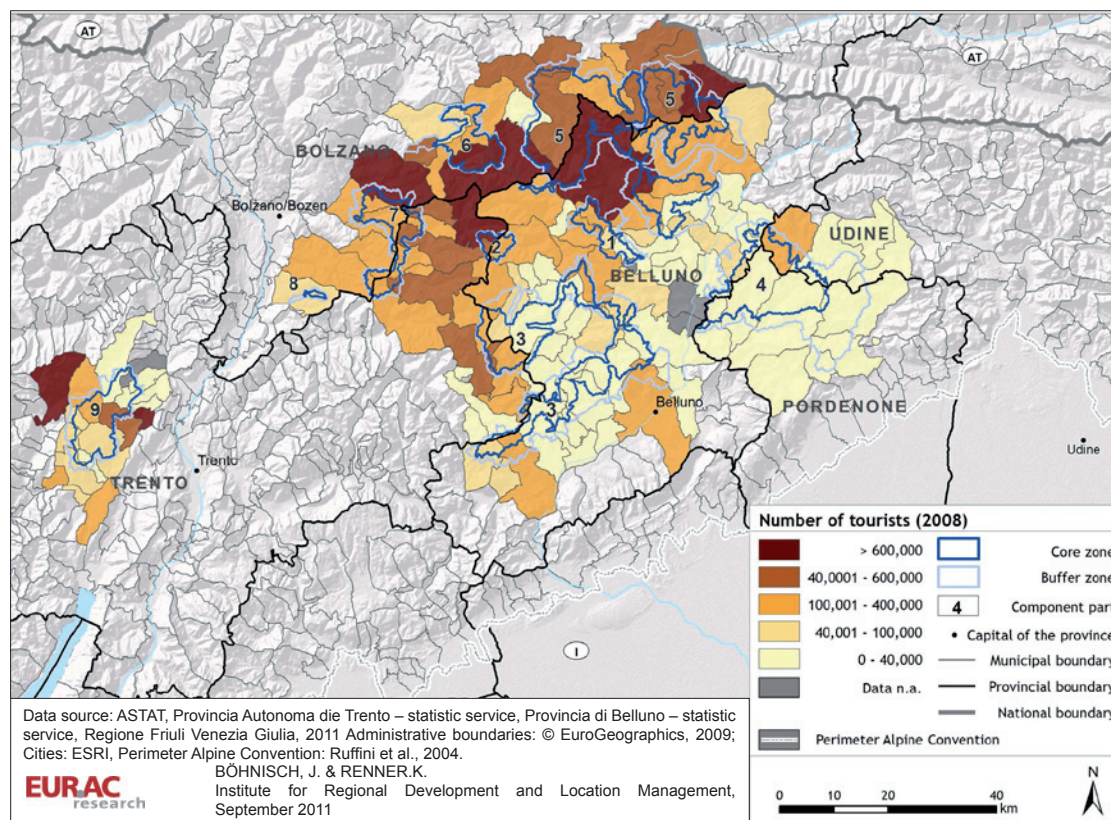 AT
AT
5
5
6
BOLZANO
Bolzano/Bozen
7
2
1
UDINE
BELLUNO
8
4
3
9
3
Belluno
PORDENONE
Trento
TRENTO
Udine
I
Number of tourists (2008)
> 600,000
Core zone
40,0001 - 600,000
Buffer zone
100,001 - 400,000
4
Component part
40,001 - 100,000
Capital of the province
0 - 40,000
Municipal boundary
Data n.a.
Provincial boundary
National boundary
Perimeter Alpine Convention
0 10 20 40
km
N
Data source: ASTAT, Provincia Autonoma die Trento – statistic service, Provincia di Belluno – statistic
service, Regione Friuli Venezia Giulia, 2011 Administrative boundaries: © EuroGeographics, 2009;
Cities: ESRI, Perimeter Alpine Convention: Ruffini et al., 2004.
EURAC
research
BÖHNISCH, J. & RENNER.K.
Institute for Regional Development and Location Management,
September 2011